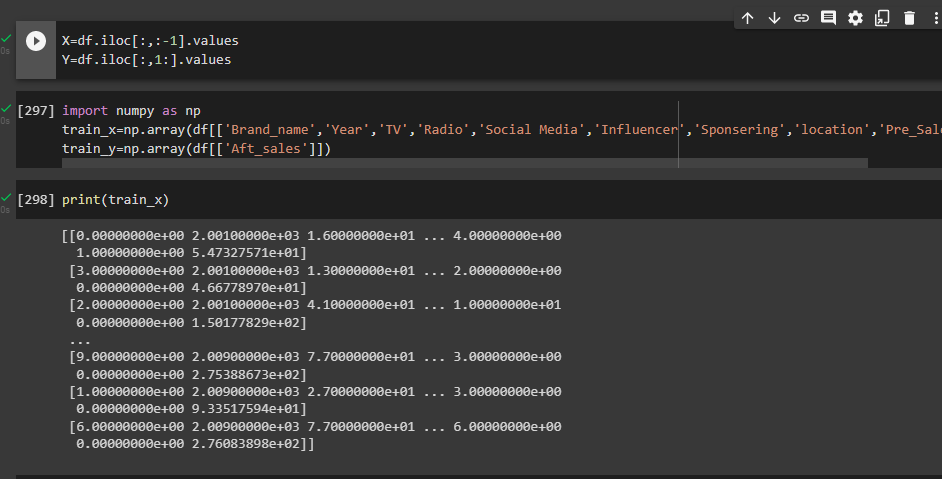 X=df.iloc[:,:-1].values
Y=df.iloc[:,1:].values
0s
[297] import numpy as np
0s
train_x=np.array(df[['Brand_name','Year','TV','Radio','Social Media','Influencer','Sponsering','location','Pre_Sal
train_y=np.array(df[['Aft_sales']])
[298] print(train_x)
0s
[[0.00000000e+00 2.00100000e+03 1.60000000e+01 ... 4.00000000e+00
1.00000000e+00 5.47327571e+01]
[3.00000000e+00 2.00100000e+03 1.30000000e+01 ... 2.00000000e+00
0.00000000e+00 4.66778970e+01]
[2.00000000e+00 2.00100000e+03 4.10000000e+01 ... 1.00000000e+01
0.00000000e+00 1.50177829e+02]
...
[9.00000000e+00 2.00900000e+03 7.70000000e+01 ... 3.00000000e+00
0.00000000e+00 2.75388673e+02]
[1.00000000e+00 2.00900000e+03 2.70000000e+01 ... 3.00000000e+00
0.00000000e+00 9.33517594e+01]
[6.00000000e+00 2.00900000e+03 7.70000000e+01 ... 6.00000000e+00
0.00000000e+00 2.76083898e+02]]